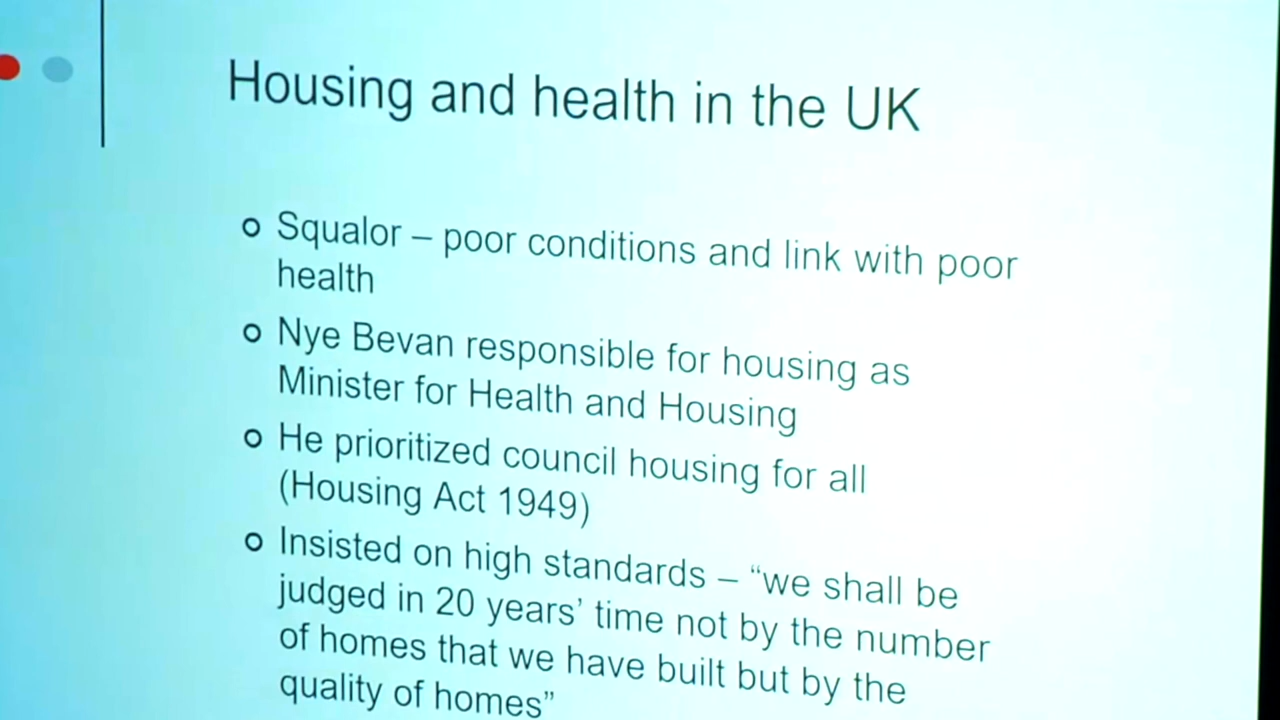 Housing and health in the UK
Squalor – poor conditions and link with poor
health
Nye Bevan responsible for housing as
Minister for Health and Housing
He prioritized council housing for all
(Housing Act 1949)
Insisted on high standards – “we shall be
judged in 20 years’ time not by the number
of homes that we have built but by the
quality of homes”